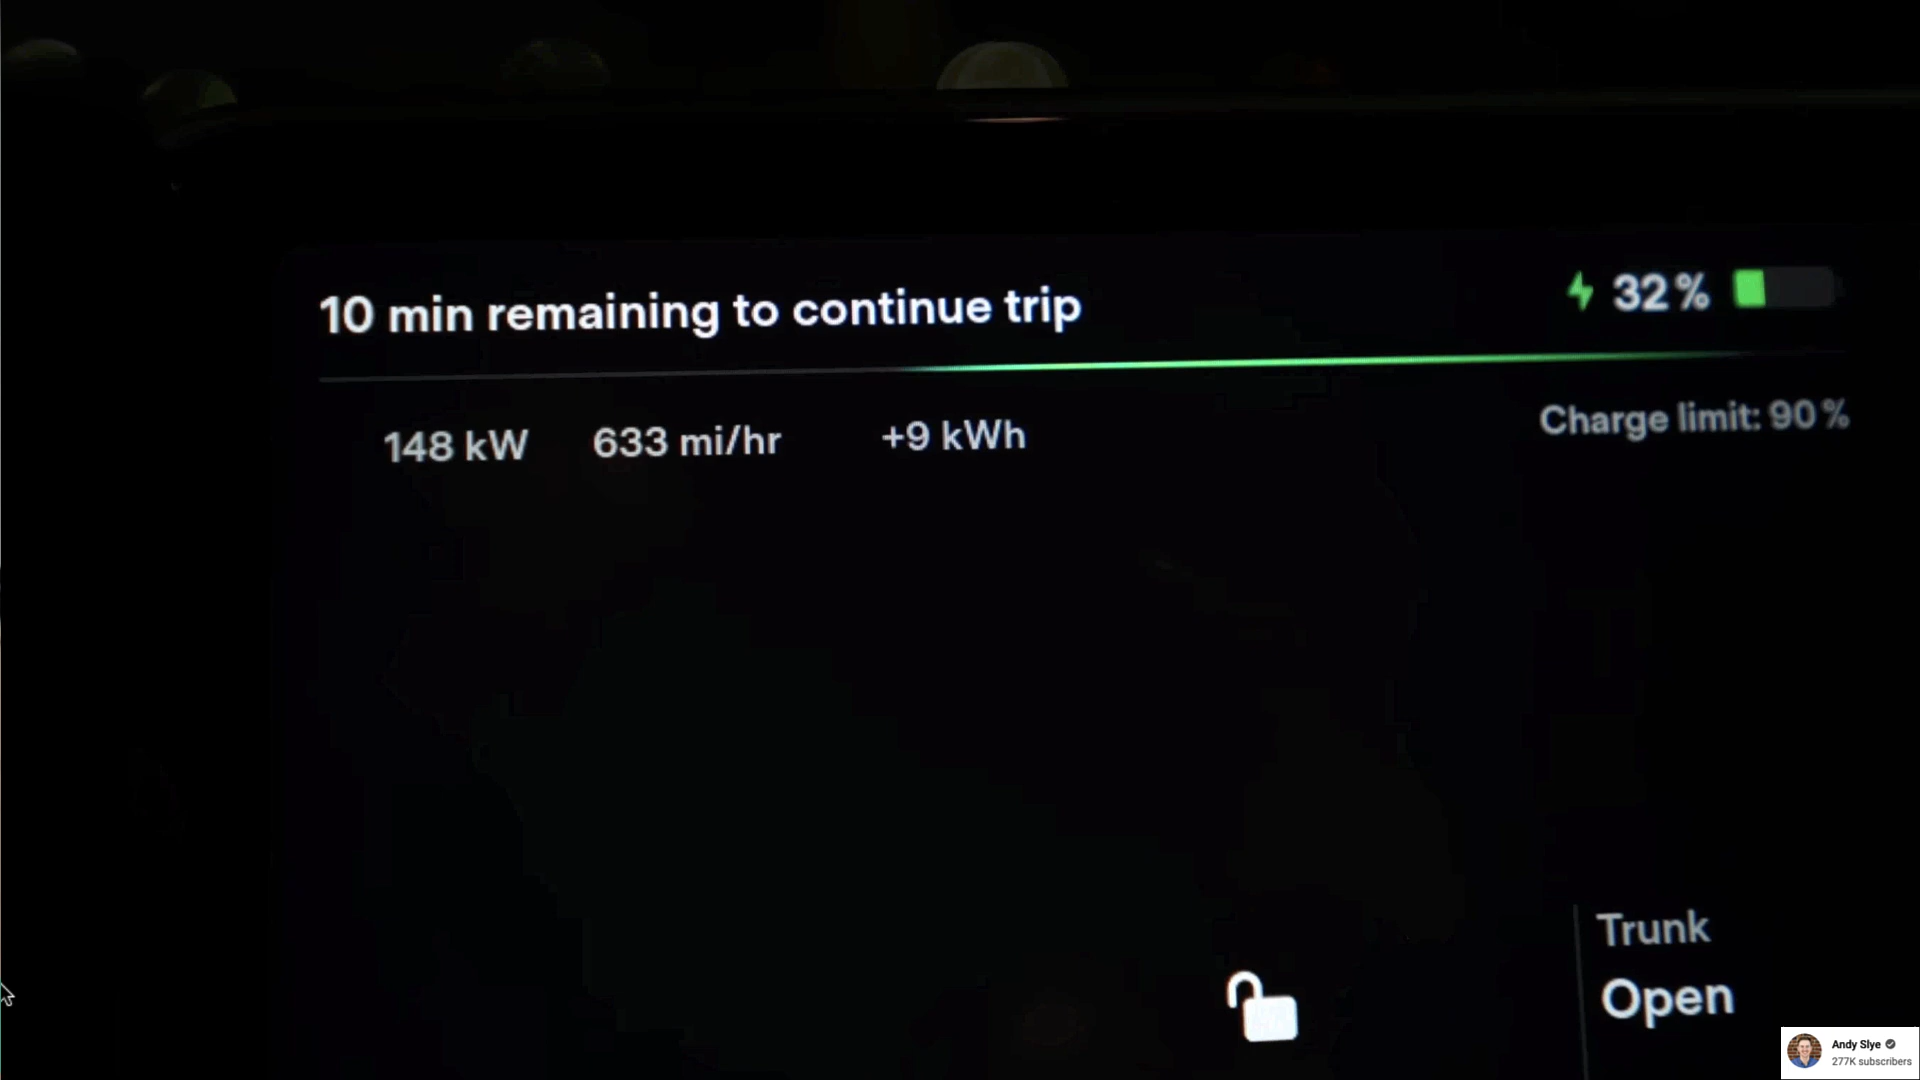 10 min remaining to continue trip
32%
148 kW 633 mi/hr +9 kWh
Charge limit: 90%
Trunk
Open
Andy Slye
277K subscribers